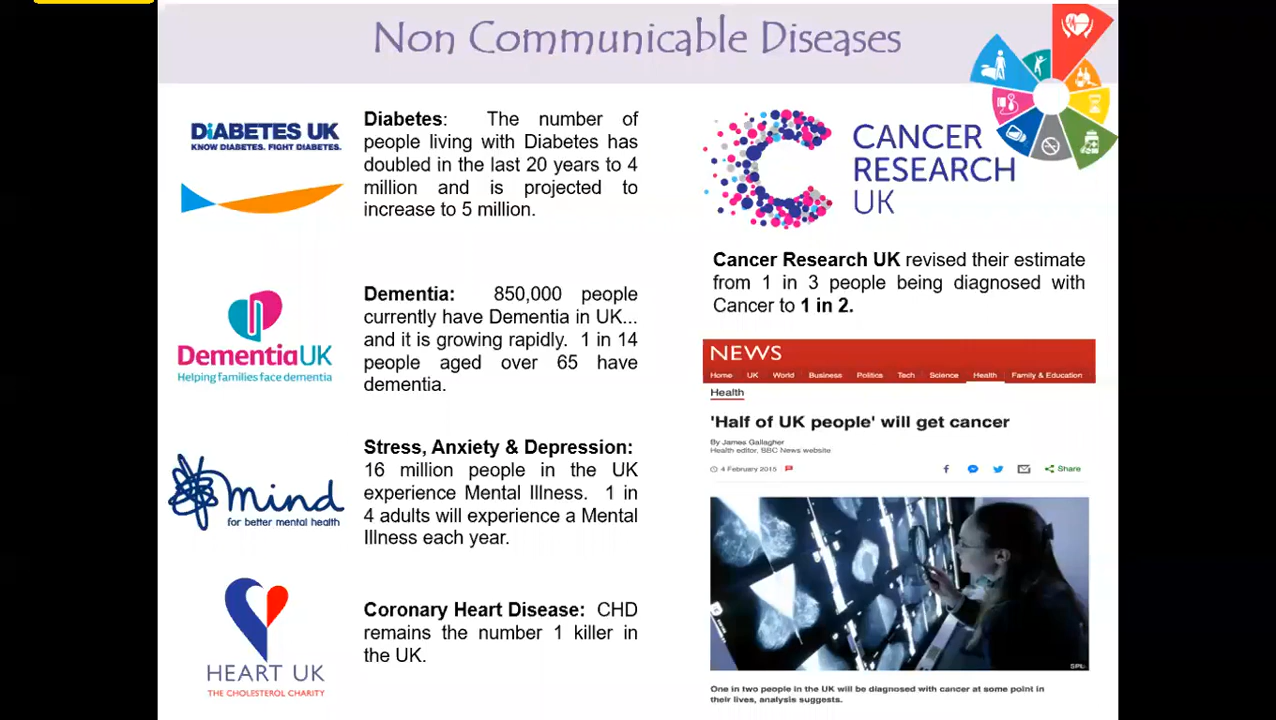 Non Communicable Diseases
DiABETES UK
KNOW DIABETES. FIGHT DIABETES.
Diabetes: The number of
people living with Diabetes has
doubled in the last 20 years to 4
million and is projected to
increase to 5 million.
DementiaUK
Helping families face dementia
Dementia: 850,000 people
currently have Dementia in UK...
and it is growing rapidly. 1 in 14
people aged over 65 have
dementia.
mind
for better mental health
Stress, Anxiety & Depression:
16 million people in the UK
experience Mental Illness. 1 in
4 adults will experience a Mental
Illness each year.
HEART UK
THE CHOLESTEROL CHARITY
Coronary Heart Disease: CHD
remains the number 1 killer in
the UK.
CANCER
RESEARCH
UK
Cancer Research UK revised their estimate
from 1 in 3 people being diagnosed with
Cancer to 1 in 2.
NEWS
Home UK World Business Politics Tech Science Health Family & Education
Health
'Half of UK people' will get cancer
By James Gallagher
Health editor, BBC News website
4 February 2015
Share
SPL
One in two people in the UK will be diagnosed with cancer at some point in
their lives, analysis suggests.